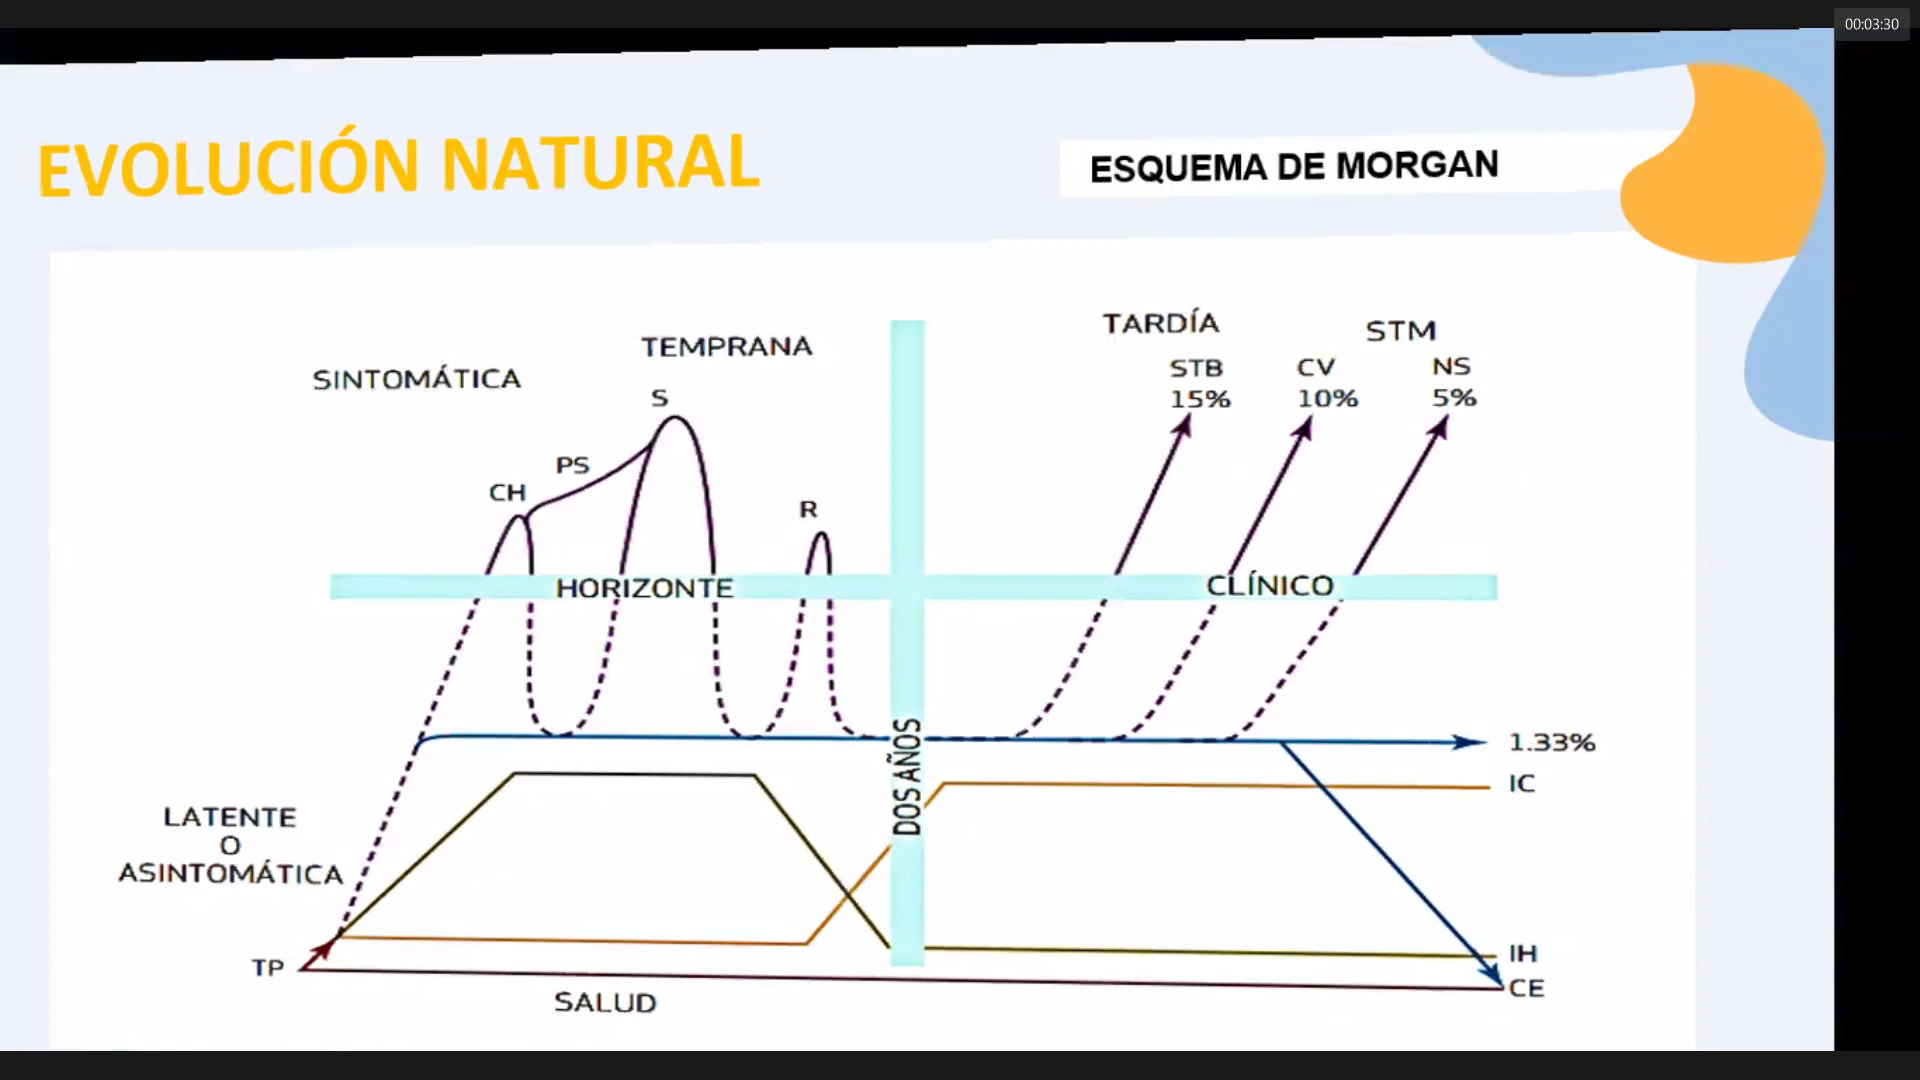 00:03:30
EVOLUCIÓN NATURAL
ESQUEMA DE MORGAN
SINTOMÁTICA
TEMPRANA
TARDÍA
STM
S
STB
15%
CV
10%
NS
5%
PS
CH
R
HORIZONTE
CLÍNICO
DOS AÑOS
1.33%
IC
LATENTE
O
ASINTOMÁTICA
TP
IH
CE
SALUD